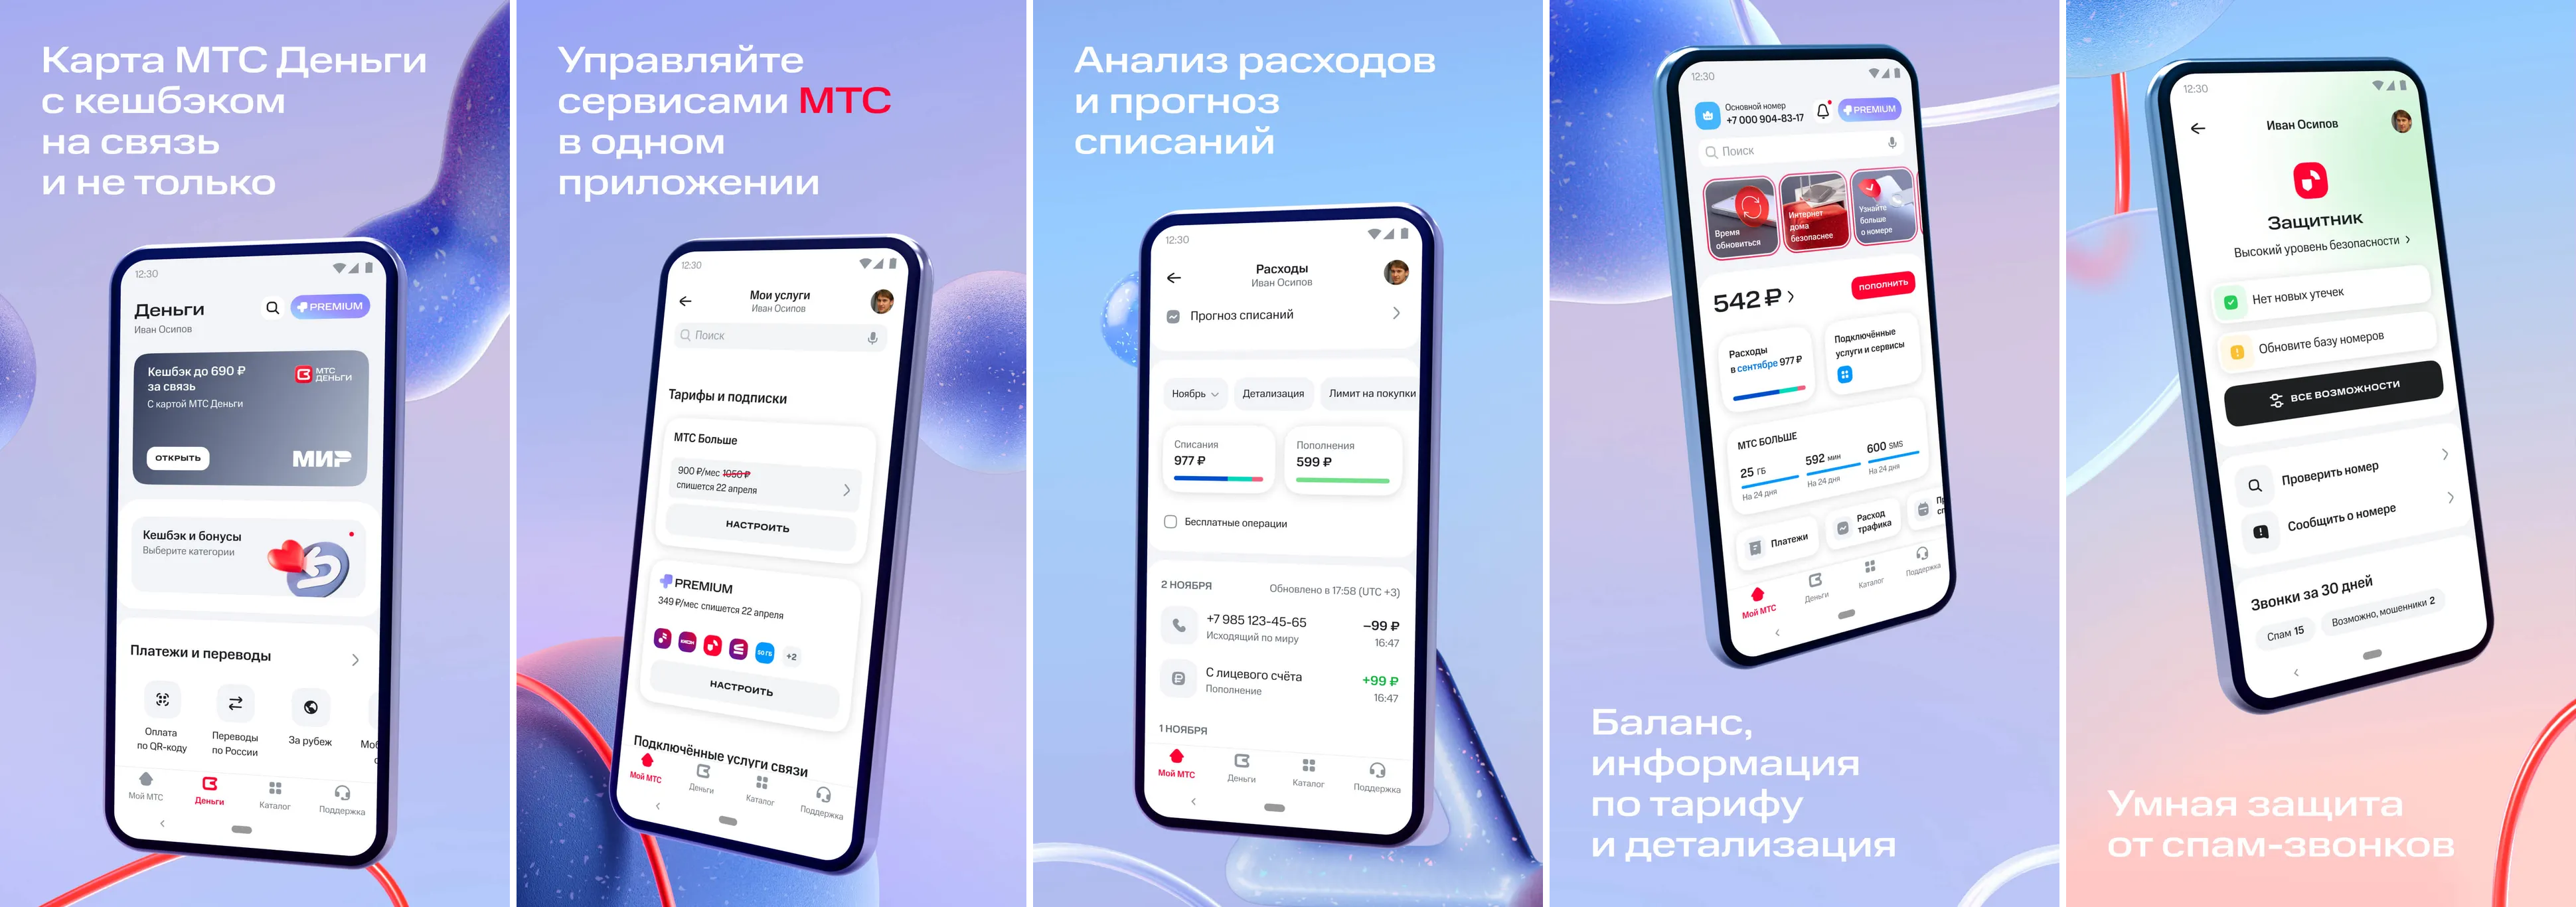 Карта МТС Деньги
с кешбэком
на связь
и не только
12:30
Деньги
PREMIUM
Иван Осипов
Кешбэк до 690 ₽
за связь
С картой МТС Деньги
МТС
ДЕНЬГИ
ОТКРЫТЬ
МИР
Кешбэк и бонусы
Выберите категории
Платежи и переводы
Оплата
по QR-коду
Переводы
по России
За рубеж
Мой МТС
Деньги
Каталог
Поддержка
Управляйте
сервисами МТС
в одном
приложении
12:30
Мои услуги
Иван Осипов
Поиск
Тарифы и подписки
МТС Больше
900 ₽/мес 1050 ₽
спишется 22 апреля
НАСТРОИТЬ
PREMIUM
349 ₽/мес спишется 22 апреля
50 ГБ
+2
НАСТРОИТЬ
Подключённые услуги связи
Мой МТС
Деньги
Каталог
Поддержка
Анализ расходов
и прогноз
списаний
12:30
Расходы
Иван Осипов
Прогноз списаний
Ноябрь
Детализация
Лимит на покупки
Списания
977 ₽
Пополнения
599 ₽
Бесплатные операции
2 НОЯБРЯ
Обновлено в 17:58 (UTC +3)
+7 985 123-45-65
−99 ₽
Исходящий по миру
16:47
С лицевого счёта
+99 ₽
Пополнение
16:47
1 НОЯБРЯ
Мой МТС
Деньги
Каталог
Поддержка
12:30
Основной номер
+7 000 904-83-17
PREMIUM
Поиск
Время
обновиться
Интернет
дома
безопаснее
Узнайте
больше
о номере
542 ₽
ПОПОЛНИТЬ
Расходы
в сентябре 977 ₽
Подключённые
услуги и сервисы
МТС БОЛЬШЕ
25 ГБ
На 24 дня
592 мин
На 24 дня
600 SMS
На 24 дня
Платежи
Расход
трафика
Мой МТС
Деньги
Каталог
Поддержка
Баланс,
информация
по тарифу
и детализация
12:30
Иван Осипов
Защитник
Высокий уровень безопасности
Нет новых утечек
Обновите базу номеров
ВСЕ ВОЗМОЖНОСТИ
Проверить номер
Сообщить о номере
Звонки за 30 дней
Спам 15
Возможно, мошенники 2
Умная защита
от спам-звонков